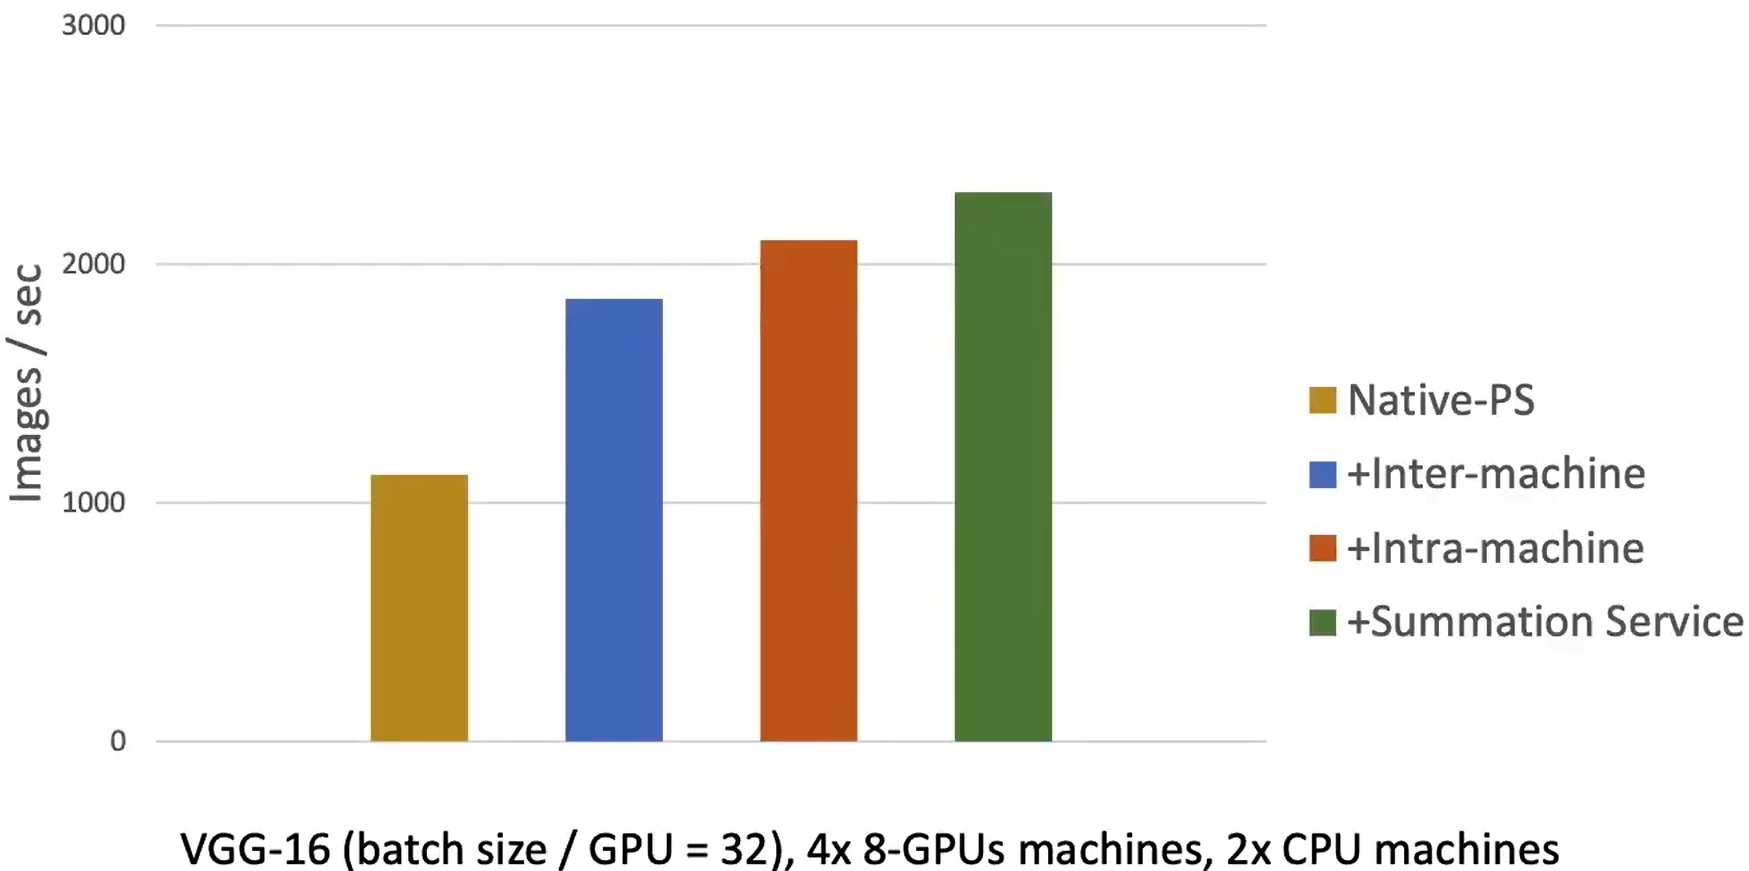 3000
2000
1000
0
Images / sec
Native-PS
+Inter-machine
+Intra-machine
+Summation Service
VGG-16 (batch size / GPU = 32), 4x 8-GPUs machines, 2x CPU machines